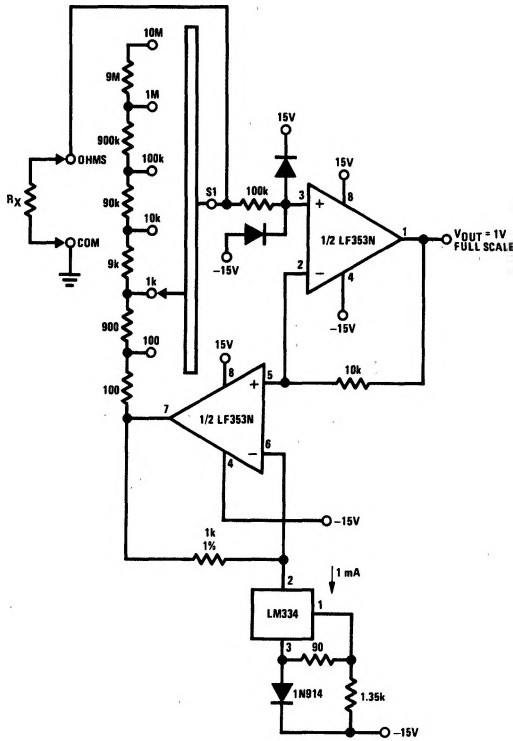 10M
9M
1M
900k
OHMS
100k
15V
RX
90k
S1
100k
3
+
15V
8
10k
COM
1/2 LF353N
1
VOUT = 1V
FULL SCALE
9k
-15V
2
-
4
1k
900
-15V
15V
100
8
5
+
10k
100
7
1/2 LF353N
6
-
4
-15V
1k
1%
1 mA
2
LM334
1
3
90
1N914
1.35k
-15V